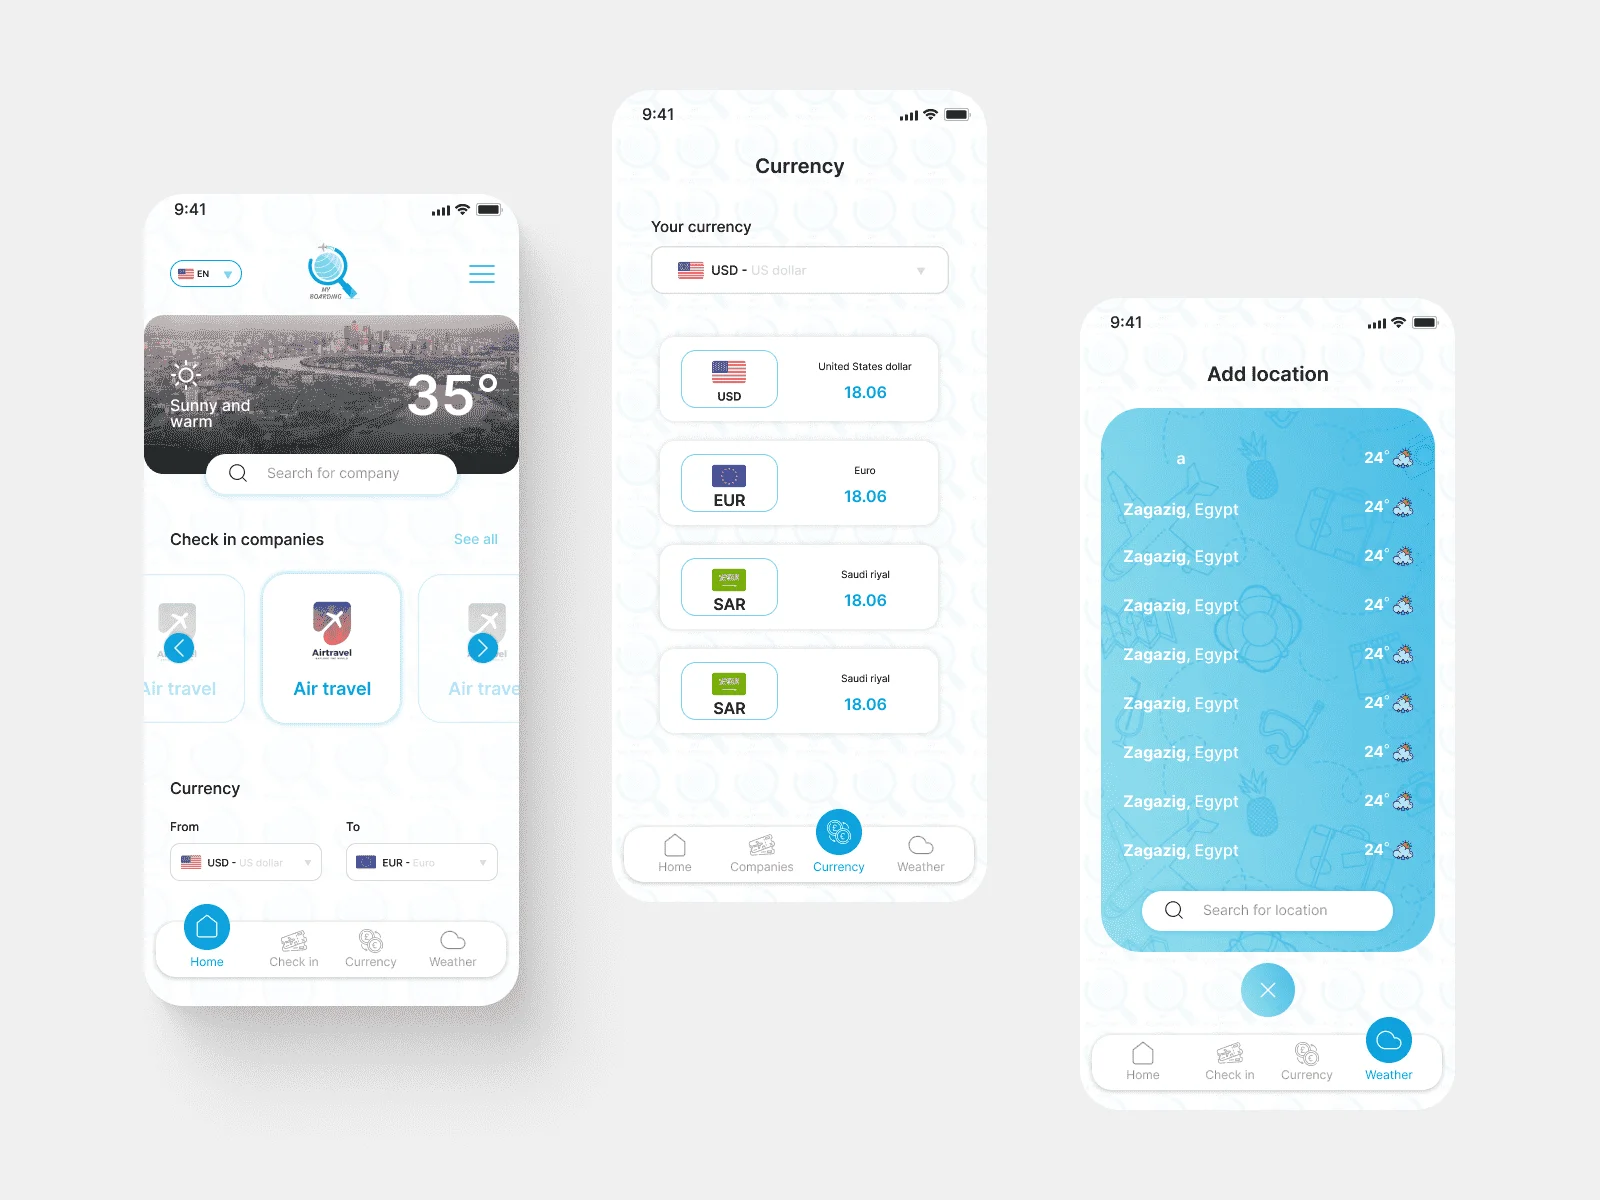 9:41
EN
MY
BOARDING
Sunny and
warm
35°
Search for company
Check in companies
See all
Airtravel
Air travel
Air travel
Air trave
Currency
From
To
USD - US dollar
EUR - Euro
Home
Check in
Currency
Weather
9:41
Currency
Your currency
USD - US dollar
USD
United States dollar
18.06
EUR
Euro
18.06
SAR
Saudi riyal
18.06
SAR
Saudi riyal
18.06
Home
Companies
Currency
Weather
9:41
Add location
a 24°
Zagazig, Egypt 24°
Zagazig, Egypt 24°
Zagazig, Egypt 24°
Zagazig, Egypt 24°
Zagazig, Egypt 24°
Zagazig, Egypt 24°
Zagazig, Egypt 24°
Zagazig, Egypt 24°
Search for location
Home
Check in
Currency
Weather